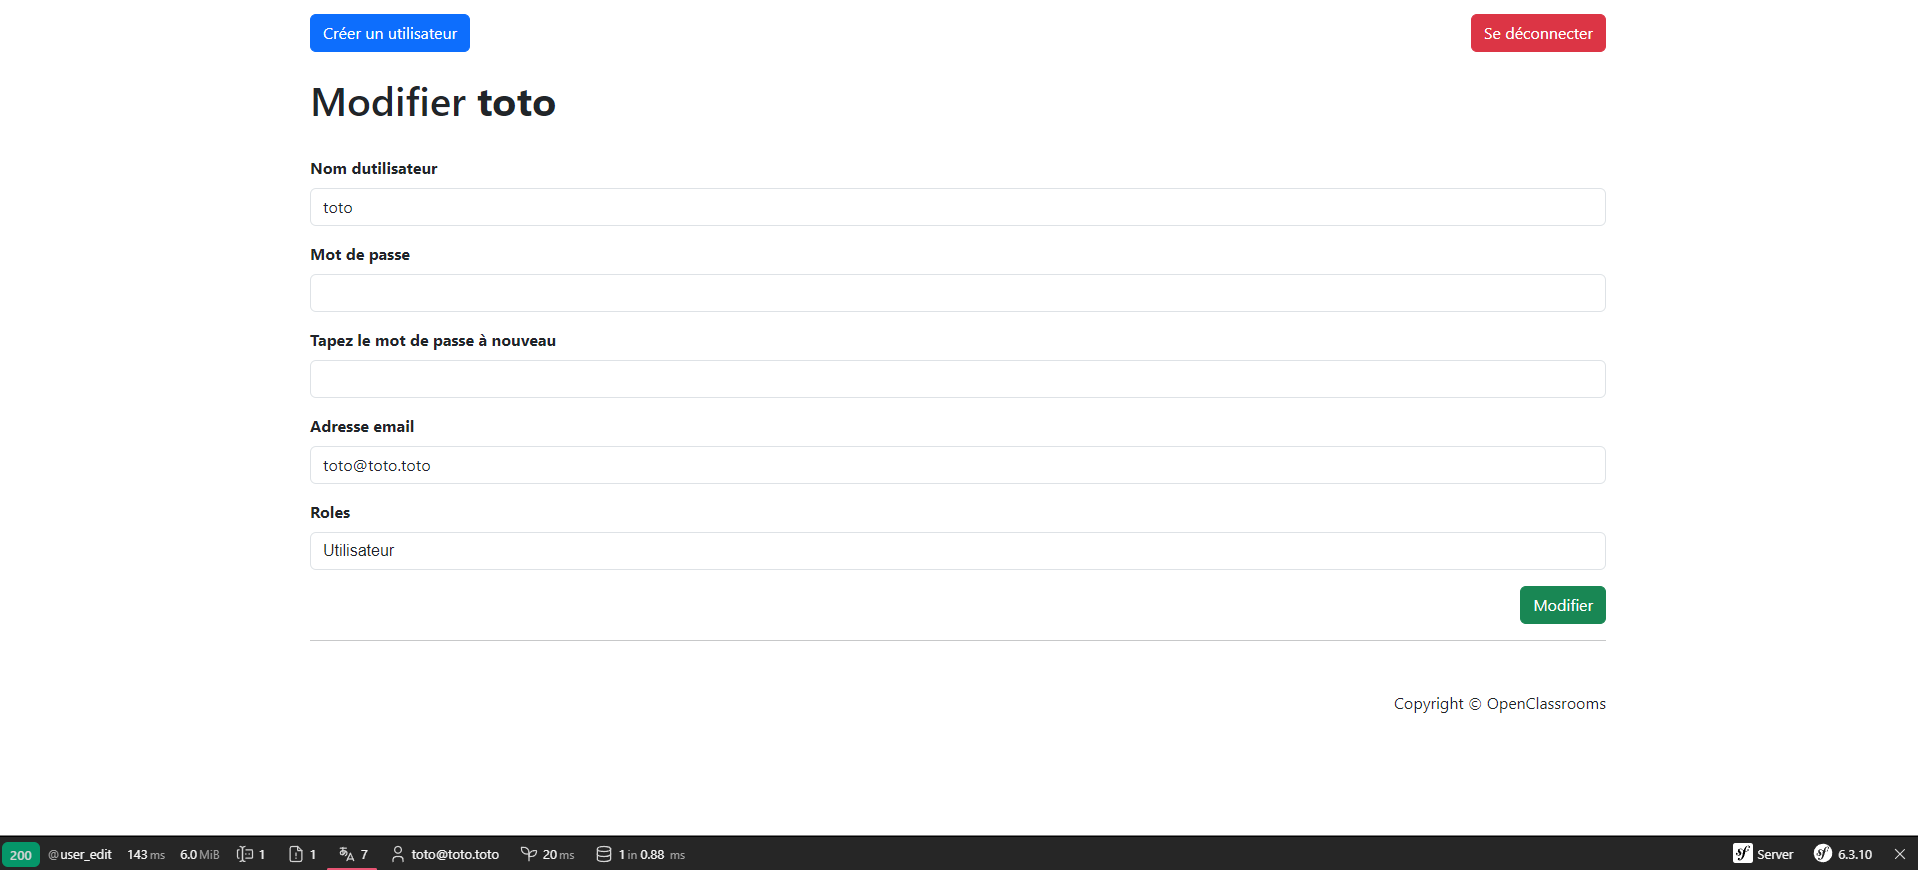 Créer un utilisateur
Se déconnecter
Modifier toto
Nom dutilisateur
toto
Mot de passe
Tapez le mot de passe à nouveau
Adresse email
toto@toto.toto
Roles
Utilisateur
Modifier
Copyright © OpenClassrooms
200 @user_edit 143 ms 6.0 MiB 1 1 7 toto@toto.toto 20 ms 1 in 0.88 ms sf Server sf 6.3.10